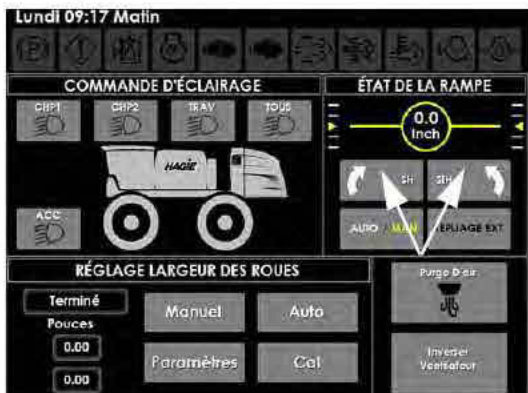 Lundi 09:17 Matin
COMMANDE D'ÉCLAIRAGE
ÉTAT DE LA RAMPE
CHP1 CHP2 TRAV TOUS
0.0
Inch
HAGIE
SH
ACC
AUTO / MAN
REPLIAGE EXT
RÉGLAGE LARGEUR DES ROUES
Purge D'air
Terminé
Manuel
Auto
Pouces
0.00
Paramètres
Cal
Inverser
Ventilateur
0.00